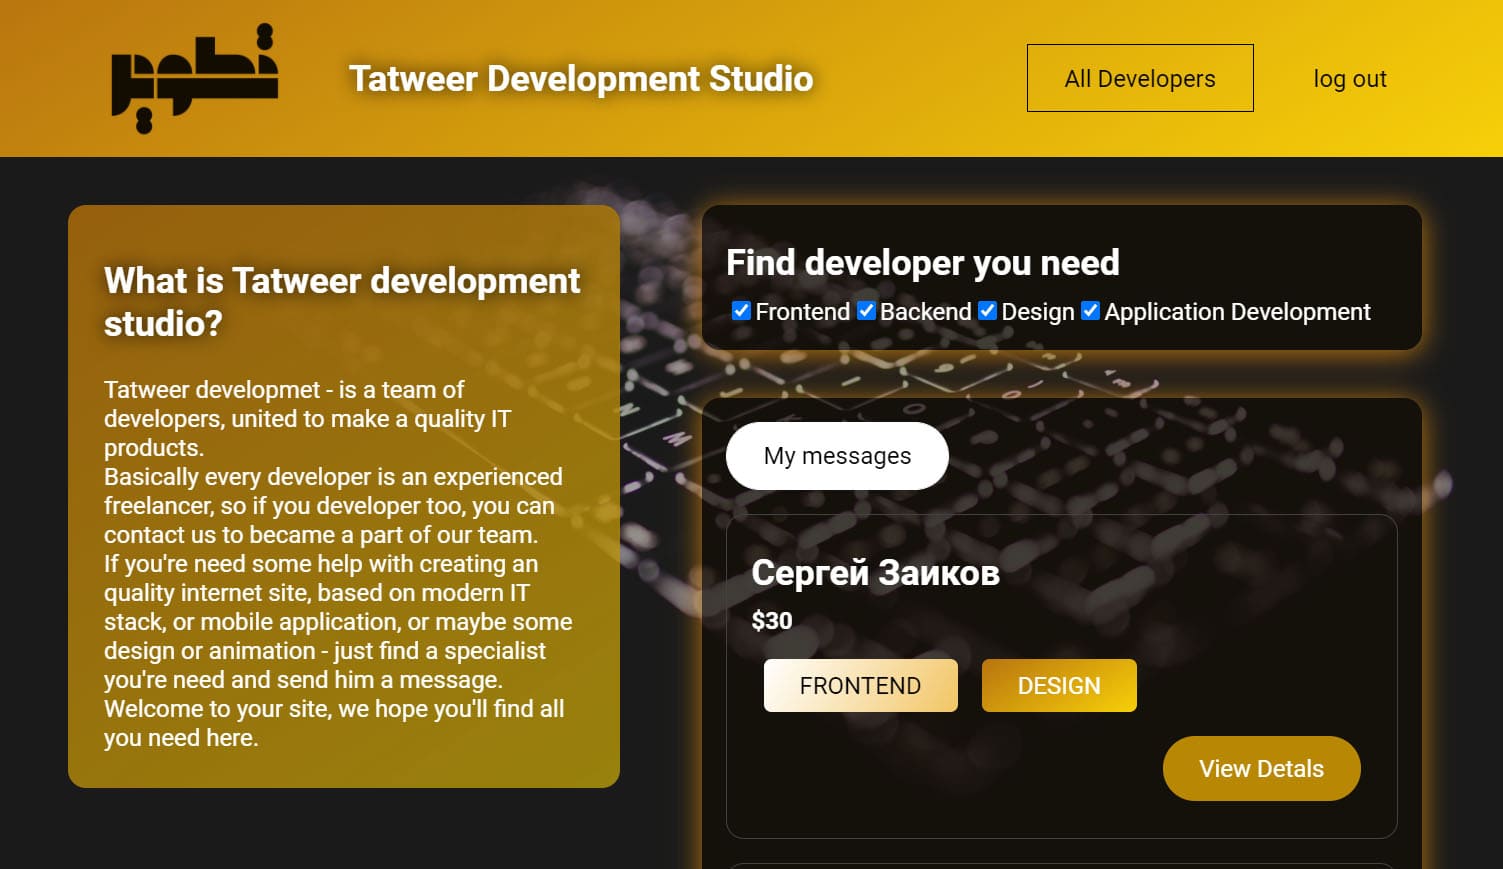 تطوير
Tatweer Development Studio
All Developers
log out
What is Tatweer development
studio?
Tatweer developmet - is a team of
developers, united to make a quality IT
products.
Basically every developer is an experienced
freelancer, so if you developer too, you can
contact us to became a part of our team.
If you're need some help with creating an
quality internet site, based on modern IT
stack, or mobile application, or maybe some
design or animation - just find a specialist
you're need and send him a message.
Welcome to your site, we hope you'll find all
you need here.
Find developer you need
Frontend Backend Design Application Development
My messages
Сергей Заиков
$30
FRONTEND DESIGN
View Detals